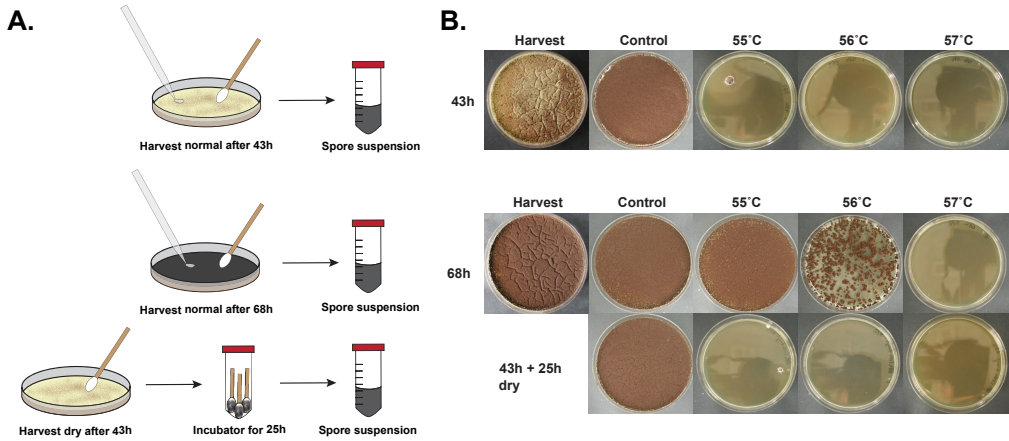 A.
Harvest normal after 43h
Spore suspension
Harvest normal after 68h
Spore suspension
Harvest dry after 43h
Incubator for 25h
Spore suspension
B.
Harvest Control 55˚C 56˚C 57˚C
43h
Harvest Control 55˚C 56˚C 57˚C
68h
43h + 25h
dry